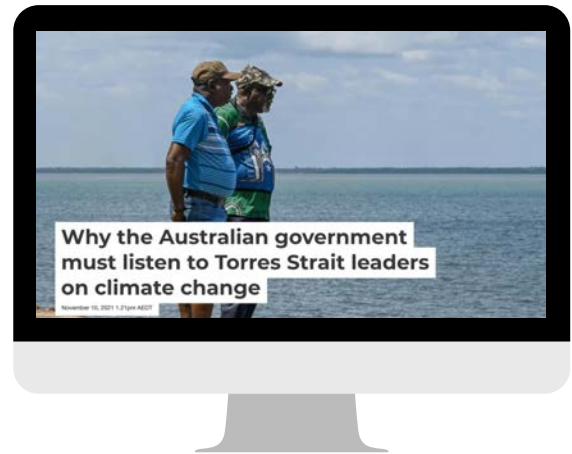 Why the Australian government
must listen to Torres Strait leaders
on climate change
November 10, 2021 1.21pm AEDT